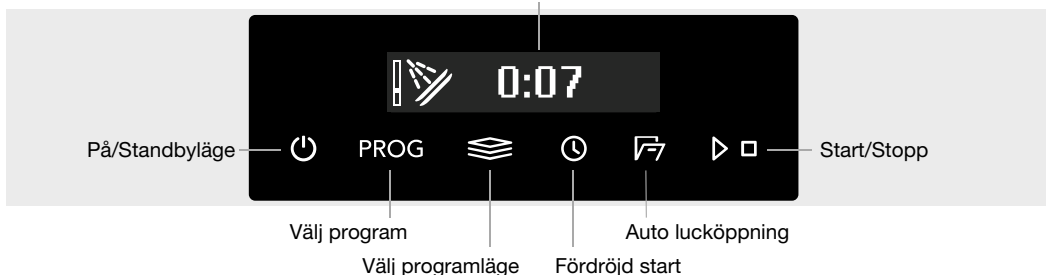 0:07
På/Standbyläge
PROG
Start/Stopp
Välj program
Auto lucköppning
Välj programläge
Fördröjd start